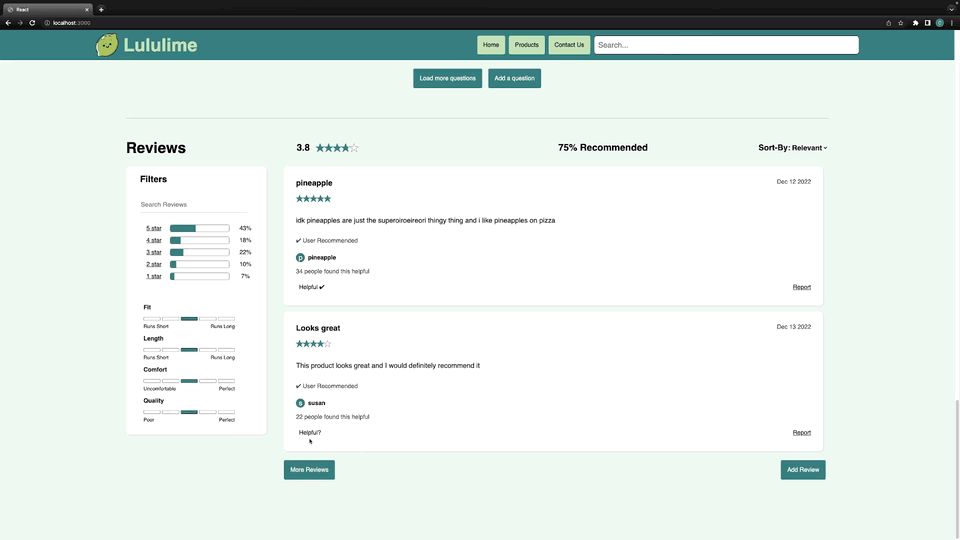 React
localhost:3000
Lululime
Home
Products
Contact Us
Search...
Load more questions
Add a question
Reviews
3.8
75% Recommended
Sort-By: Relevant
Filters
Search Reviews
5 star 43%
4 star 18%
3 star 22%
2 star 10%
1 star 7%
Fit
Runs Short Runs Long
Length
Runs Short Runs Long
Comfort
Uncomfortable Perfect
Quality
Poor Perfect
pineapple
Dec 12 2022
idk pineapples are just the superoiroeireori thingy thing and i like pineapples on pizza
✔ User Recommended
p pineapple
34 people found this helpful
Helpful ✔
Report
Looks great
Dec 13 2022
This product looks great and I would definitely recommend it
✔ User Recommended
s susan
22 people found this helpful
Helpful?
Report
More Reviews
Add Review